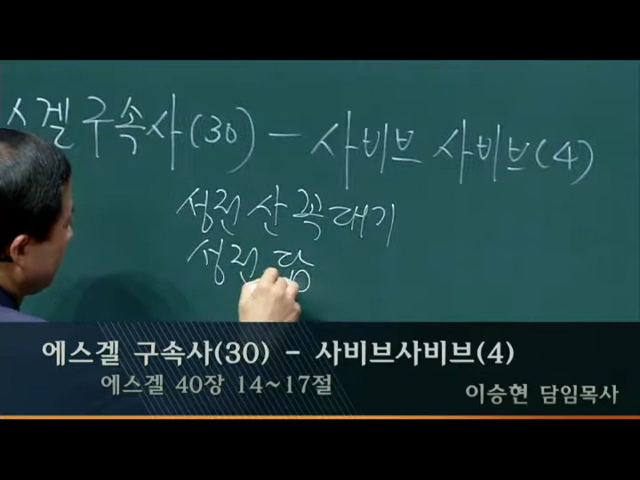 스겔 구속사(30) - 사비브 사비브(4)
성전 산 꼭대기
성전 담
에스겔 구속사(30) - 사비브사비브(4)
에스겔 40장 14~17절
이승현 담임목사